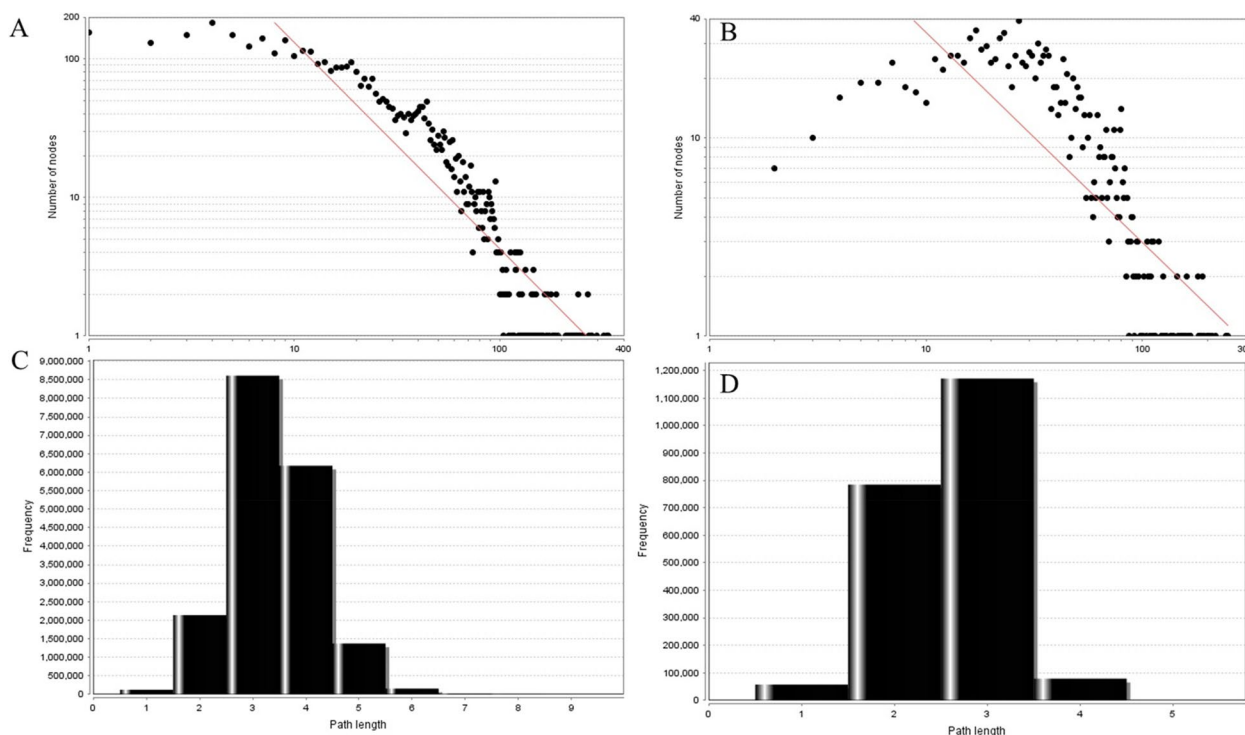 A
200
100
10
1
Number of nodes
1 10 100 400
B
40
10
1
Number of nodes
1 10 100 300
C
9,000,000
8,500,000
8,000,000
7,500,000
7,000,000
6,500,000
6,000,000
5,500,000
5,000,000
4,500,000
4,000,000
3,500,000
3,000,000
2,500,000
2,000,000
1,500,000
1,000,000
500,000
0
Frequency
0 1 2 3 4 5 6 7 8 9
Path length
D
1,200,000
1,100,000
1,000,000
900,000
800,000
700,000
600,000
500,000
400,000
300,000
200,000
100,000
0
Frequency
0 1 2 3 4 5
Path length